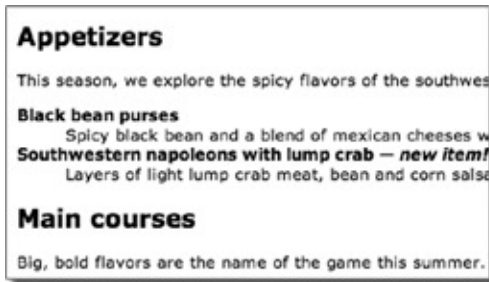 Appetizers
This season, we explore the spicy flavors of the southwes
Black bean purses
Spicy black bean and a blend of mexican cheeses w
Southwestern napoleons with lump crab — new item!
Layers of light lump crab meat, bean and corn salsa
Main courses
Big, bold flavors are the name of the game this summer.